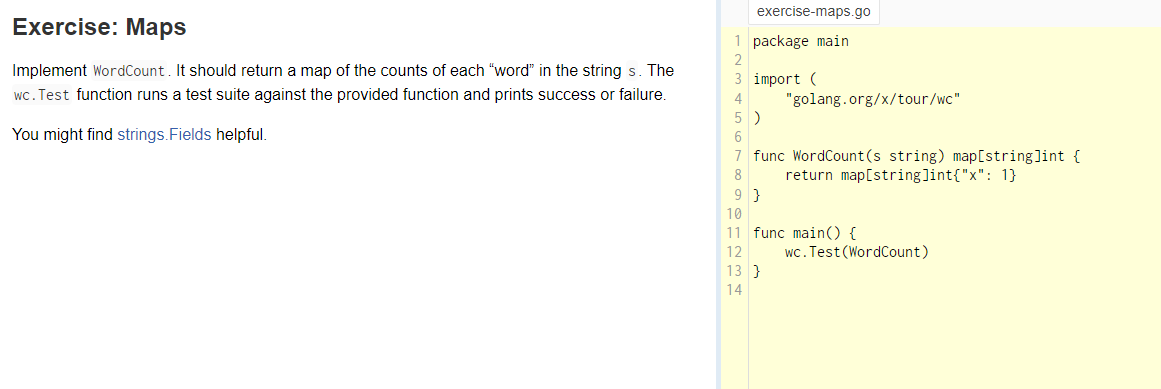 Exercise: Maps
Implement WordCount. It should return a map of the counts of each “word” in the string s. The
wc.Test function runs a test suite against the provided function and prints success or failure.
You might find strings.Fields helpful.
exercise-maps.go
1 package main
2
3 import (
4     "golang.org/x/tour/wc"
5 )
6
7 func WordCount(s string) map[string]int {
8     return map[string]int{"x": 1}
9 }
10
11 func main() {
12     wc.Test(WordCount)
13 }
14